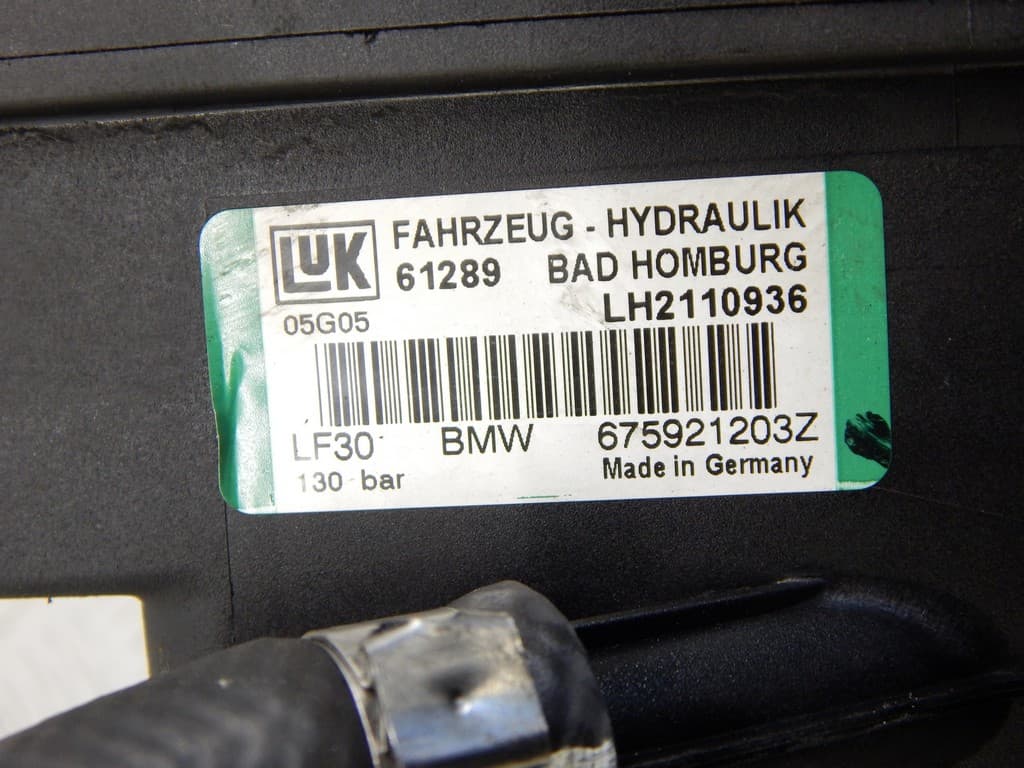 LUK
FAHRZEUG - HYDRAULIK
61289 BAD HOMBURG
LH2110936
05G05
LF30 BMW 675921203Z
130 bar Made in Germany